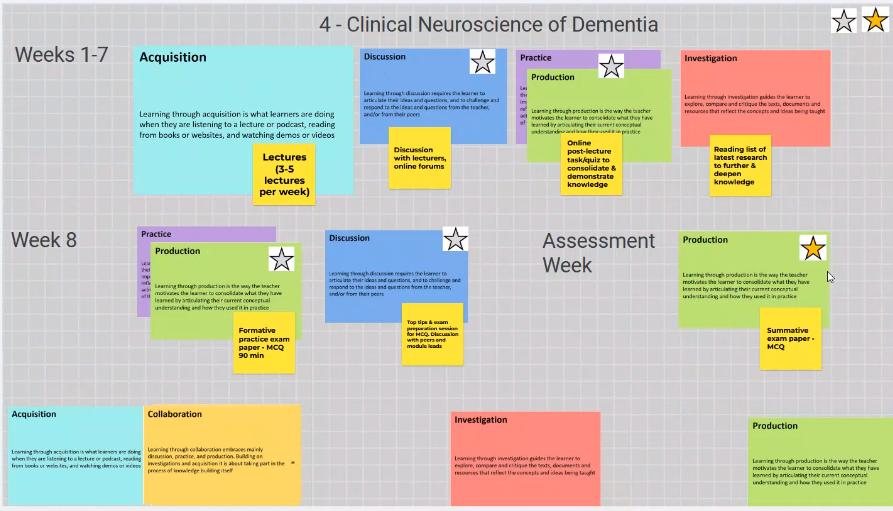 4 - Clinical Neuroscience of Dementia
Weeks 1-7
Acquisition
Learning through acquisition is what learners are doing
when they are listening to a lecture or podcast, reading
from books or websites, and watching demos or videos
Lectures
(3-5
lectures
per week)
Discussion
Learning through discussion requires the learner to
articulate their ideas and questions, and to challenge and
respond to the ideas and questions from the teacher,
and/or from their peers
Discussion
with lecturers,
online forums
Practice
Production
Learning through production is the way the teacher
motivates the learner to consolidate what they have
learned by articulating their current conceptual
understanding and how they used it in practice
Online
post-lecture
task/quiz to
consolidate &
demonstrate
knowledge
Investigation
Learning through investigation guides the learner to
explore, compare and critique the texts, documents and
resources that reflect the concepts and ideas being taught
Reading list of
latest research
to further &
deepen
knowledge
Week 8
Practice
Production
Learning through production is the way the teacher
motivates the learner to consolidate what they have
learned by articulating their current conceptual
understanding and how they used it in practice
Formative
practice exam
paper - MCQ
90 min
Discussion
Learning through discussion requires the learner to
articulate their ideas and questions, and to challenge and
respond to the ideas and questions from the teacher,
and/or from their peers
Top tips & exam
preparation session
for MCQ. Discussion
with peers and
module leads
Assessment
Week
Production
Learning through production is the way the teacher
motivates the learner to consolidate what they have
learned by articulating their current conceptual
understanding and how they used it in practice
Summative
exam paper -
MCQ
Acquisition
Learning through acquisition is what learners are doing
when they are listening to a lecture or podcast, reading
from books or websites, and watching demos or videos
Collaboration
Learning through collaboration embraces mainly
discussion, practice, and production. Building on
investigations and acquisition it is about taking part in the
process of knowledge building itself
Investigation
Learning through investigation guides the learner to
explore, compare and critique the texts, documents and
resources that reflect the concepts and ideas being taught
Production
Learning through production is the way the teacher
motivates the learner to consolidate what they have
learned by articulating their current conceptual
understanding and how they used it in practice